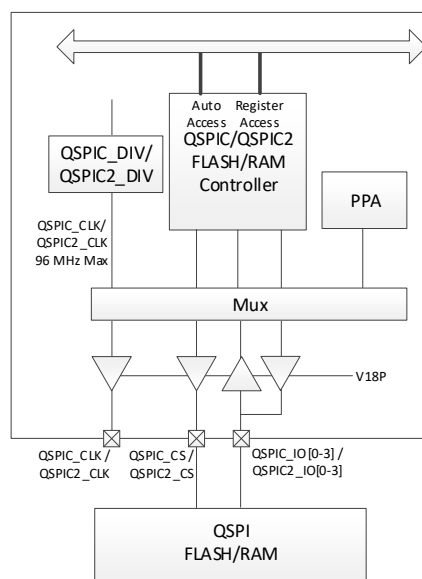 Auto Register
Access Access
QSPIC/QSPIC2
FLASH/RAM
Controller
QSPIC_DIV/
QSPIC2_DIV
PPA
QSPIC_CLK/
QSPIC2_CLK
96 MHz Max
Mux
V18P
QSPIC_CLK/
QSPIC2_CLK
QSPIC_CS/
QSPIC2_CS
QSPIC_IO[0-3] /
QSPIC2_IO[0-3]
QSPI
FLASH/RAM